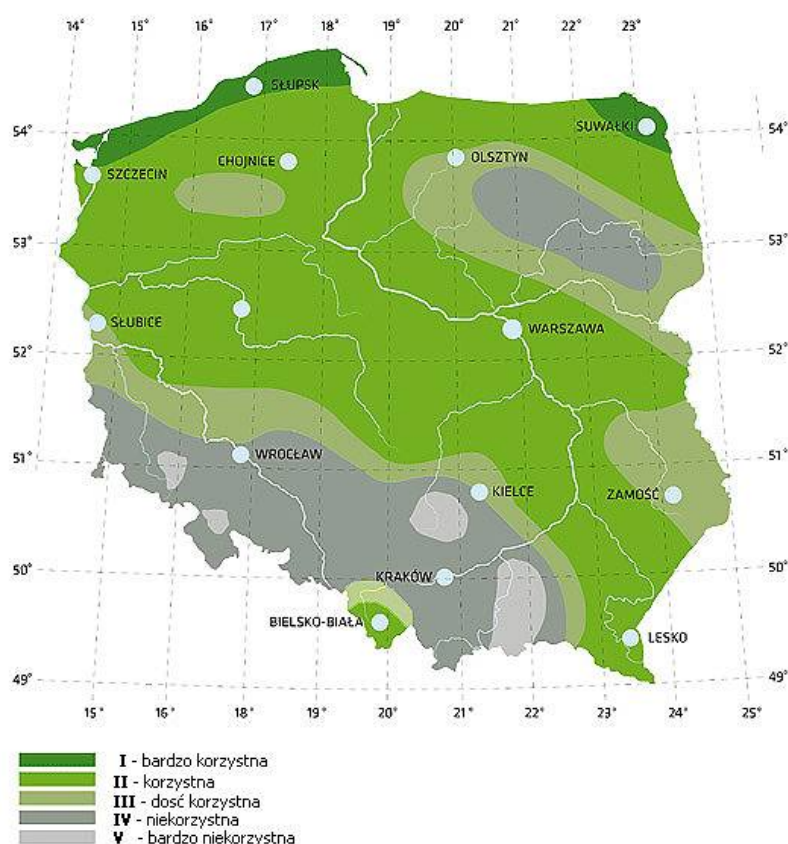 14° 15° 16° 17° 18° 19° 20° 21° 22° 23°
SŁUPSK
54° SUWAŁKI 54°
CHOJNICE OLSZTYN
SZCZECIN
53° 53°
SŁUBICE WARSZAWA
52° 52°
WROCŁAW
51° 51°
KIELCE ZAMOŚĆ
50° KRAKÓW 50°
BIELSKO-BIAŁA LESKO
49° 49°
15° 16° 17° 18° 19° 20° 21° 22° 23° 24° 25°
I - bardzo korzystna
II - korzystna
III - dosć korzystna
IV - niekorzystna
V - bardzo niekorzystna